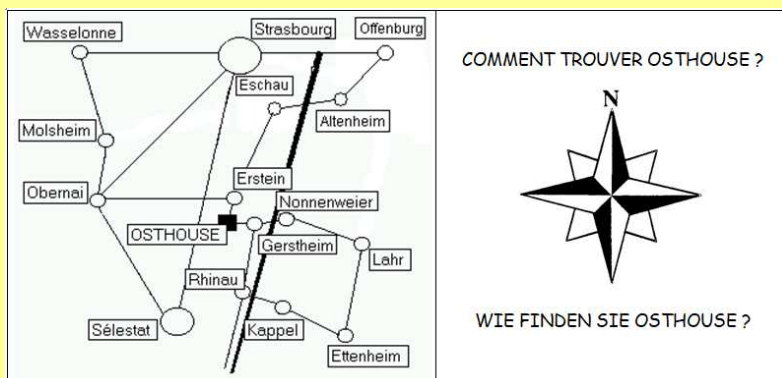 Wasselonne
Strasbourg
Offenburg
Eschau
Altenheim
Molsheim
Obernai
Erstein
Nonnenweier
OSTHOUSE
Gerstheim
Lahr
Rhinau
Sélestat
Kappel
Ettenheim
COMMENT TROUVER OSTHOUSE ?
N
WIE FINDEN SIE OSTHOUSE ?